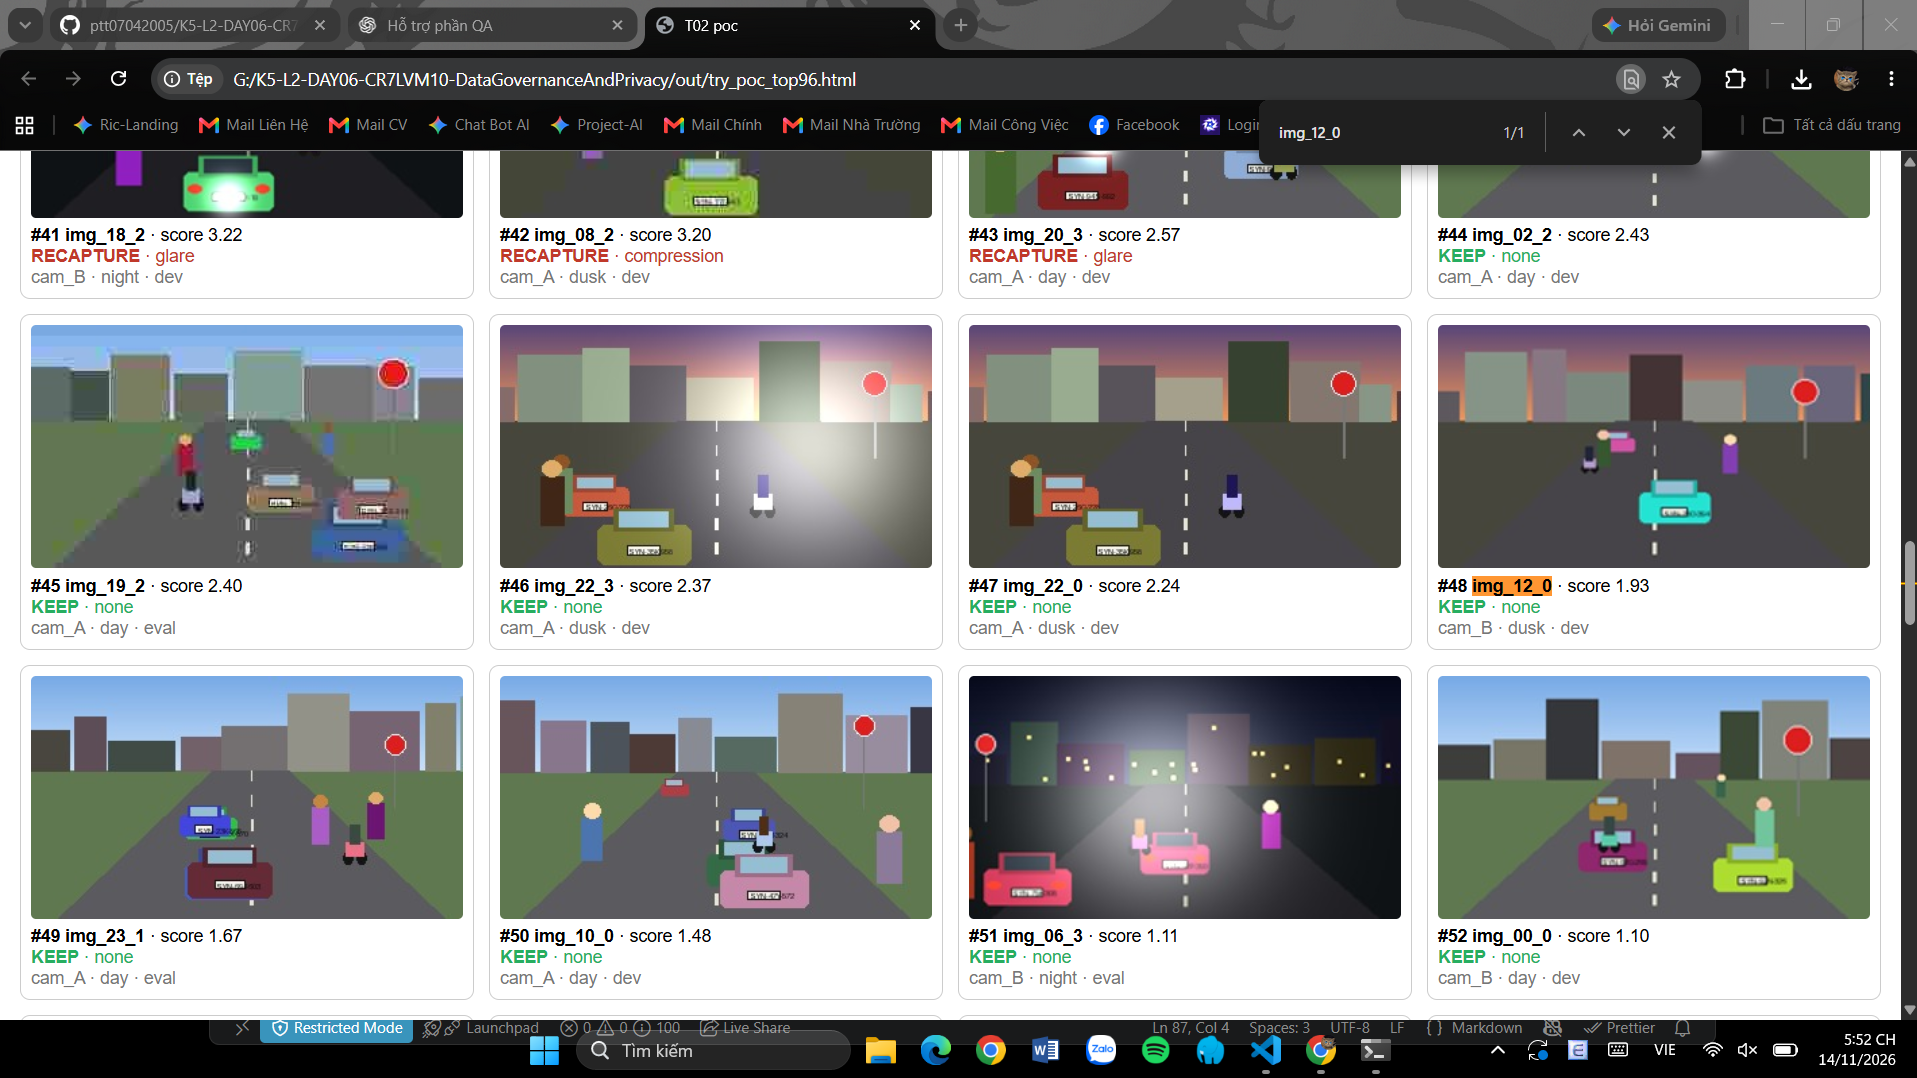 ptt07042005/K5-L2-DAY06-CR7
Hỗ trợ phần QA
T02 poc
Hỏi Gemini
Tệp
G:/K5-L2-DAY06-CR7LVM10-DataGovernanceAndPrivacy/out/try_poc_top96.html
Ric-Landing
Mail Liên Hệ
Mail CV
Chat Bot AI
Project-AI
Mail Chính
Mail Nhà Trường
Mail Công Việc
Facebook
Tất cả dấu trang
img_12_0
1/1
#41 img_18_2 · score 3.22
RECAPTURE · glare
cam_B · night · dev
#42 img_08_2 · score 3.20
RECAPTURE · compression
cam_A · dusk · dev
#43 img_20_3 · score 2.57
RECAPTURE · glare
cam_A · day · dev
#44 img_02_2 · score 2.43
KEEP · none
cam_A · day · dev
#45 img_19_2 · score 2.40
KEEP · none
cam_A · day · eval
#46 img_22_3 · score 2.37
KEEP · none
cam_A · dusk · dev
#47 img_22_0 · score 2.24
KEEP · none
cam_A · dusk · dev
#48 img_12_0 · score 1.93
KEEP · none
cam_B · dusk · dev
#49 img_23_1 · score 1.67
KEEP · none
cam_A · day · eval
#50 img_10_0 · score 1.48
KEEP · none
cam_A · day · dev
#51 img_06_3 · score 1.11
KEEP · none
cam_B · night · eval
#52 img_00_0 · score 1.10
KEEP · none
cam_B · day · dev
Restricted Mode
Launchpad
0
0
100
Live Share
Ln 87, Col 4
Spaces: 3
UTF-8
LF
{ } Markdown
Prettier
Tìm kiếm
Zalo
VIE
5:52 CH
14/11/2026